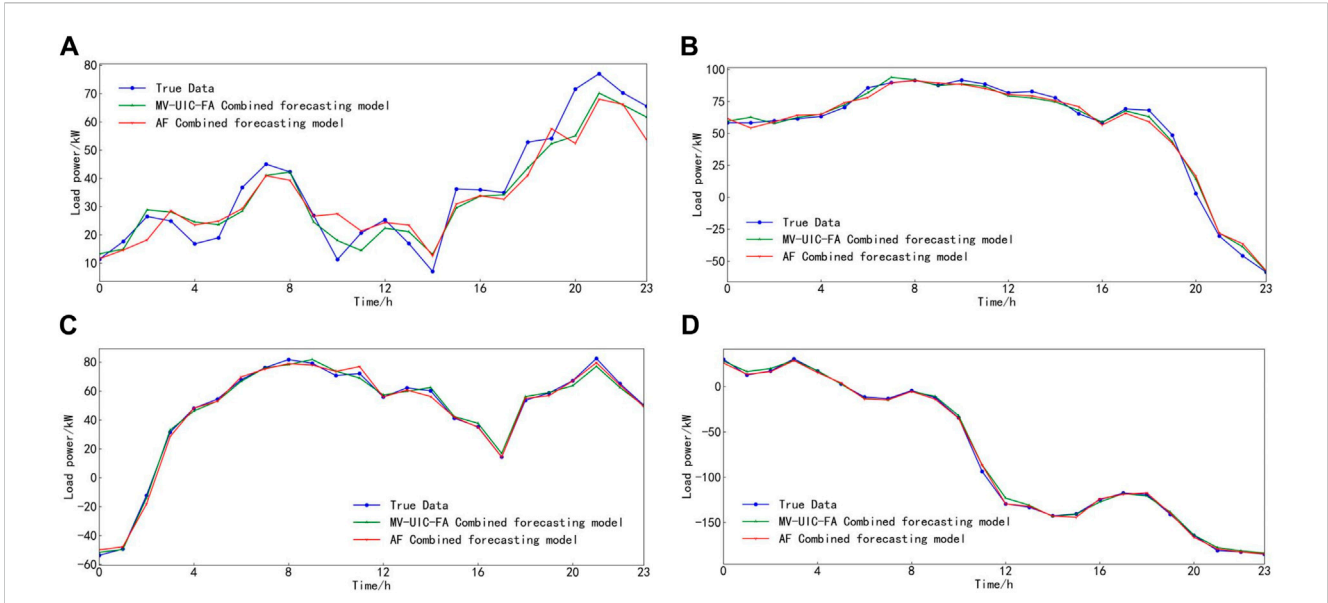 A
80
70
60
50
40
30
20
10
Load power/kW
True Data
MV-UIC-FA Combined forecasting model
AF Combined forecasting model
0 4 8 12 16 20 23
Time/h
B
100
75
50
25
0
−25
−50
Load power/kW
True Data
MV-UIC-FA Combined forecasting model
AF Combined forecasting model
0 4 8 12 16 20 23
Time/h
C
80
60
40
20
0
−20
−40
−60
Load power/kW
True Data
MV-UIC-FA Combined forecasting model
AF Combined forecasting model
0 4 8 12 16 20 23
Time/h
D
0
−50
−100
−150
Load power/kW
True Data
MV-UIC-FA Combined forecasting model
AF Combined forecasting model
0 4 8 12 16 20 23
Time/h